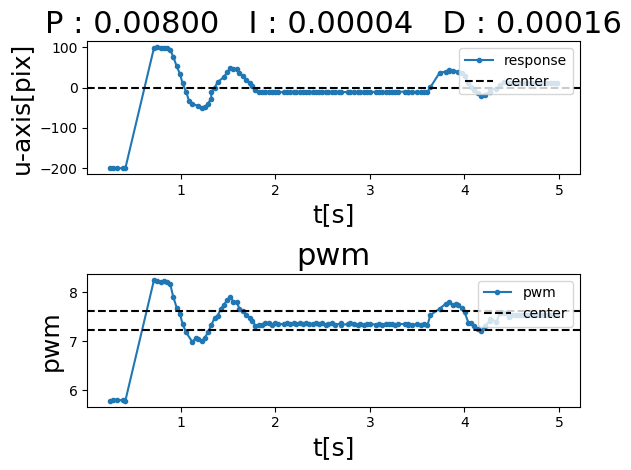 P : 0.00800   I : 0.00004   D : 0.00016
100
0
−100
−200
u-axis[pix]
response
center
1 2 3 4 5
t[s]
pwm
8
7
6
pwm
pwm
center
1 2 3 4 5
t[s]